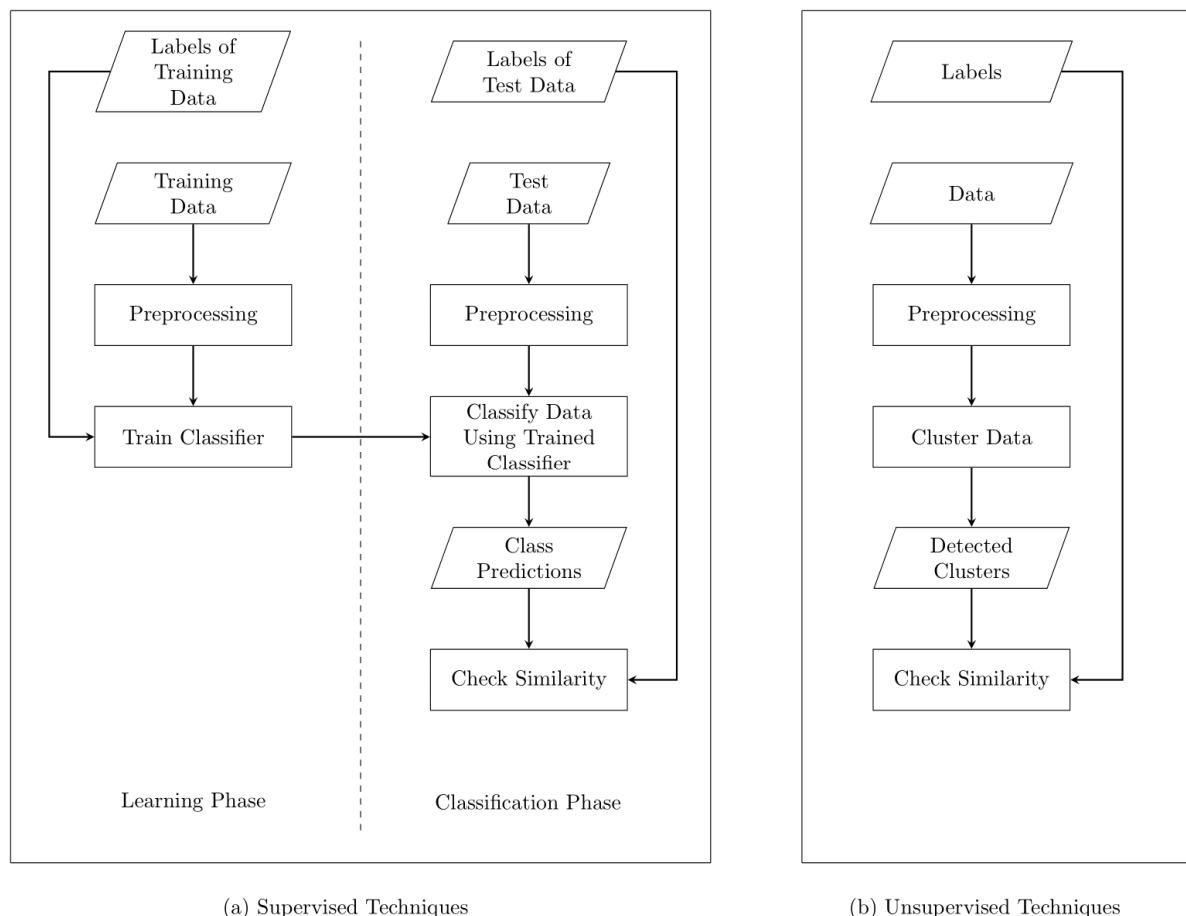 Labels of
Training
Data
Training
Data
Preprocessing
Train Classifier
Learning Phase
Labels of
Test Data
Test
Data
Preprocessing
Classify Data
Using Trained
Classifier
Class
Predictions
Check Similarity
Classification Phase
(a) Supervised Techniques
Labels
Data
Preprocessing
Cluster Data
Detected
Clusters
Check Similarity
(b) Unsupervised Techniques